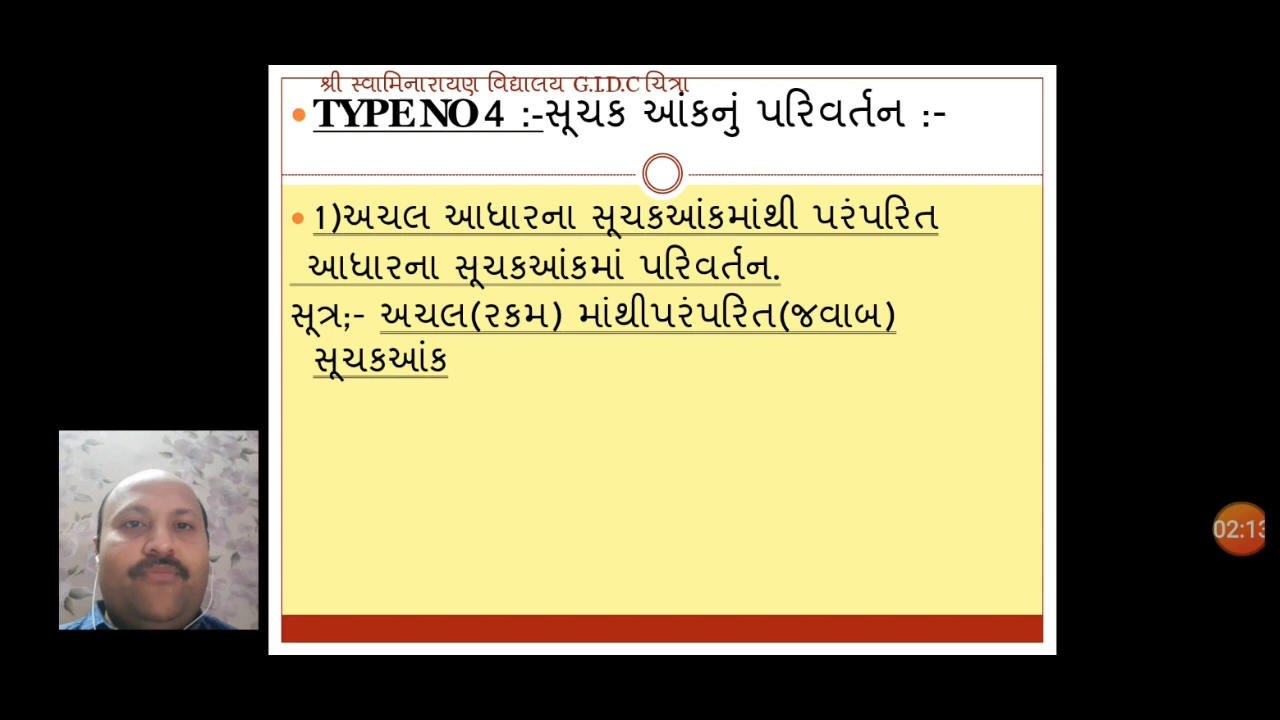 શ્રી સ્વામિનારાયણ વિદ્યાલય G.I.D.C ચિત્રા
• TYPE NO 4 :-સૂચક આંકનું પરિવર્તન :-
• 1)અચલ આધારના સૂચકઆંકમાંથી પરંપરિત
આધારના સૂચકઆંકમાં પરિવર્તન.
સૂત્ર;- અચલ(રકમ) માંથીપરંપરિત(જવાબ)
સૂચકઆંક
02:13